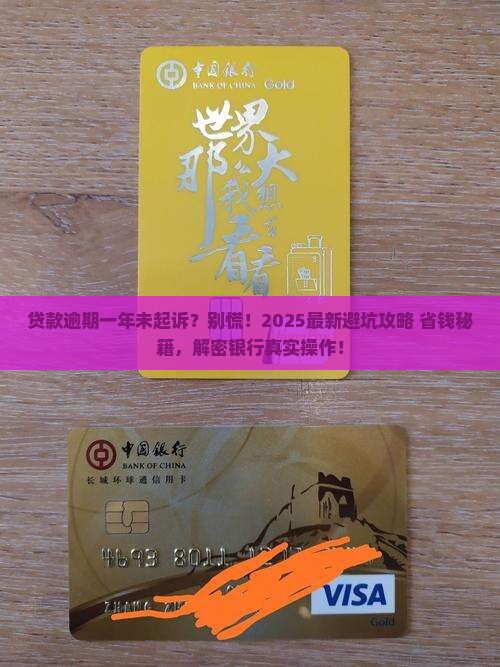 中国银行
BANK OF CHINA Gold
世界
那么大
我想
去看看
贷款逾期一年未起诉？别慌！2025最新避坑攻略 省钱秘
籍，解密银行真实操作！
中国银行
BANK OF CHINA
长城环球通信用卡
VISA
Gold